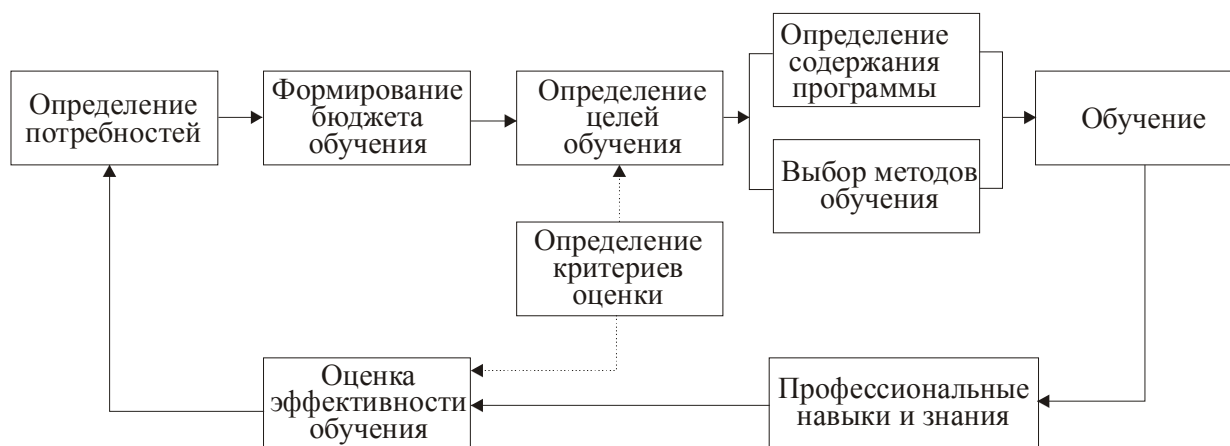 Определение
потребностей
Формирование
бюджета
обучения
Определение
целей
обучения
Определение
содержания
программы
Выбор методов
обучения
Обучение
Определение
критериев
оценки
Оценка
эффективности
обучения
Профессиональные
навыки и знания